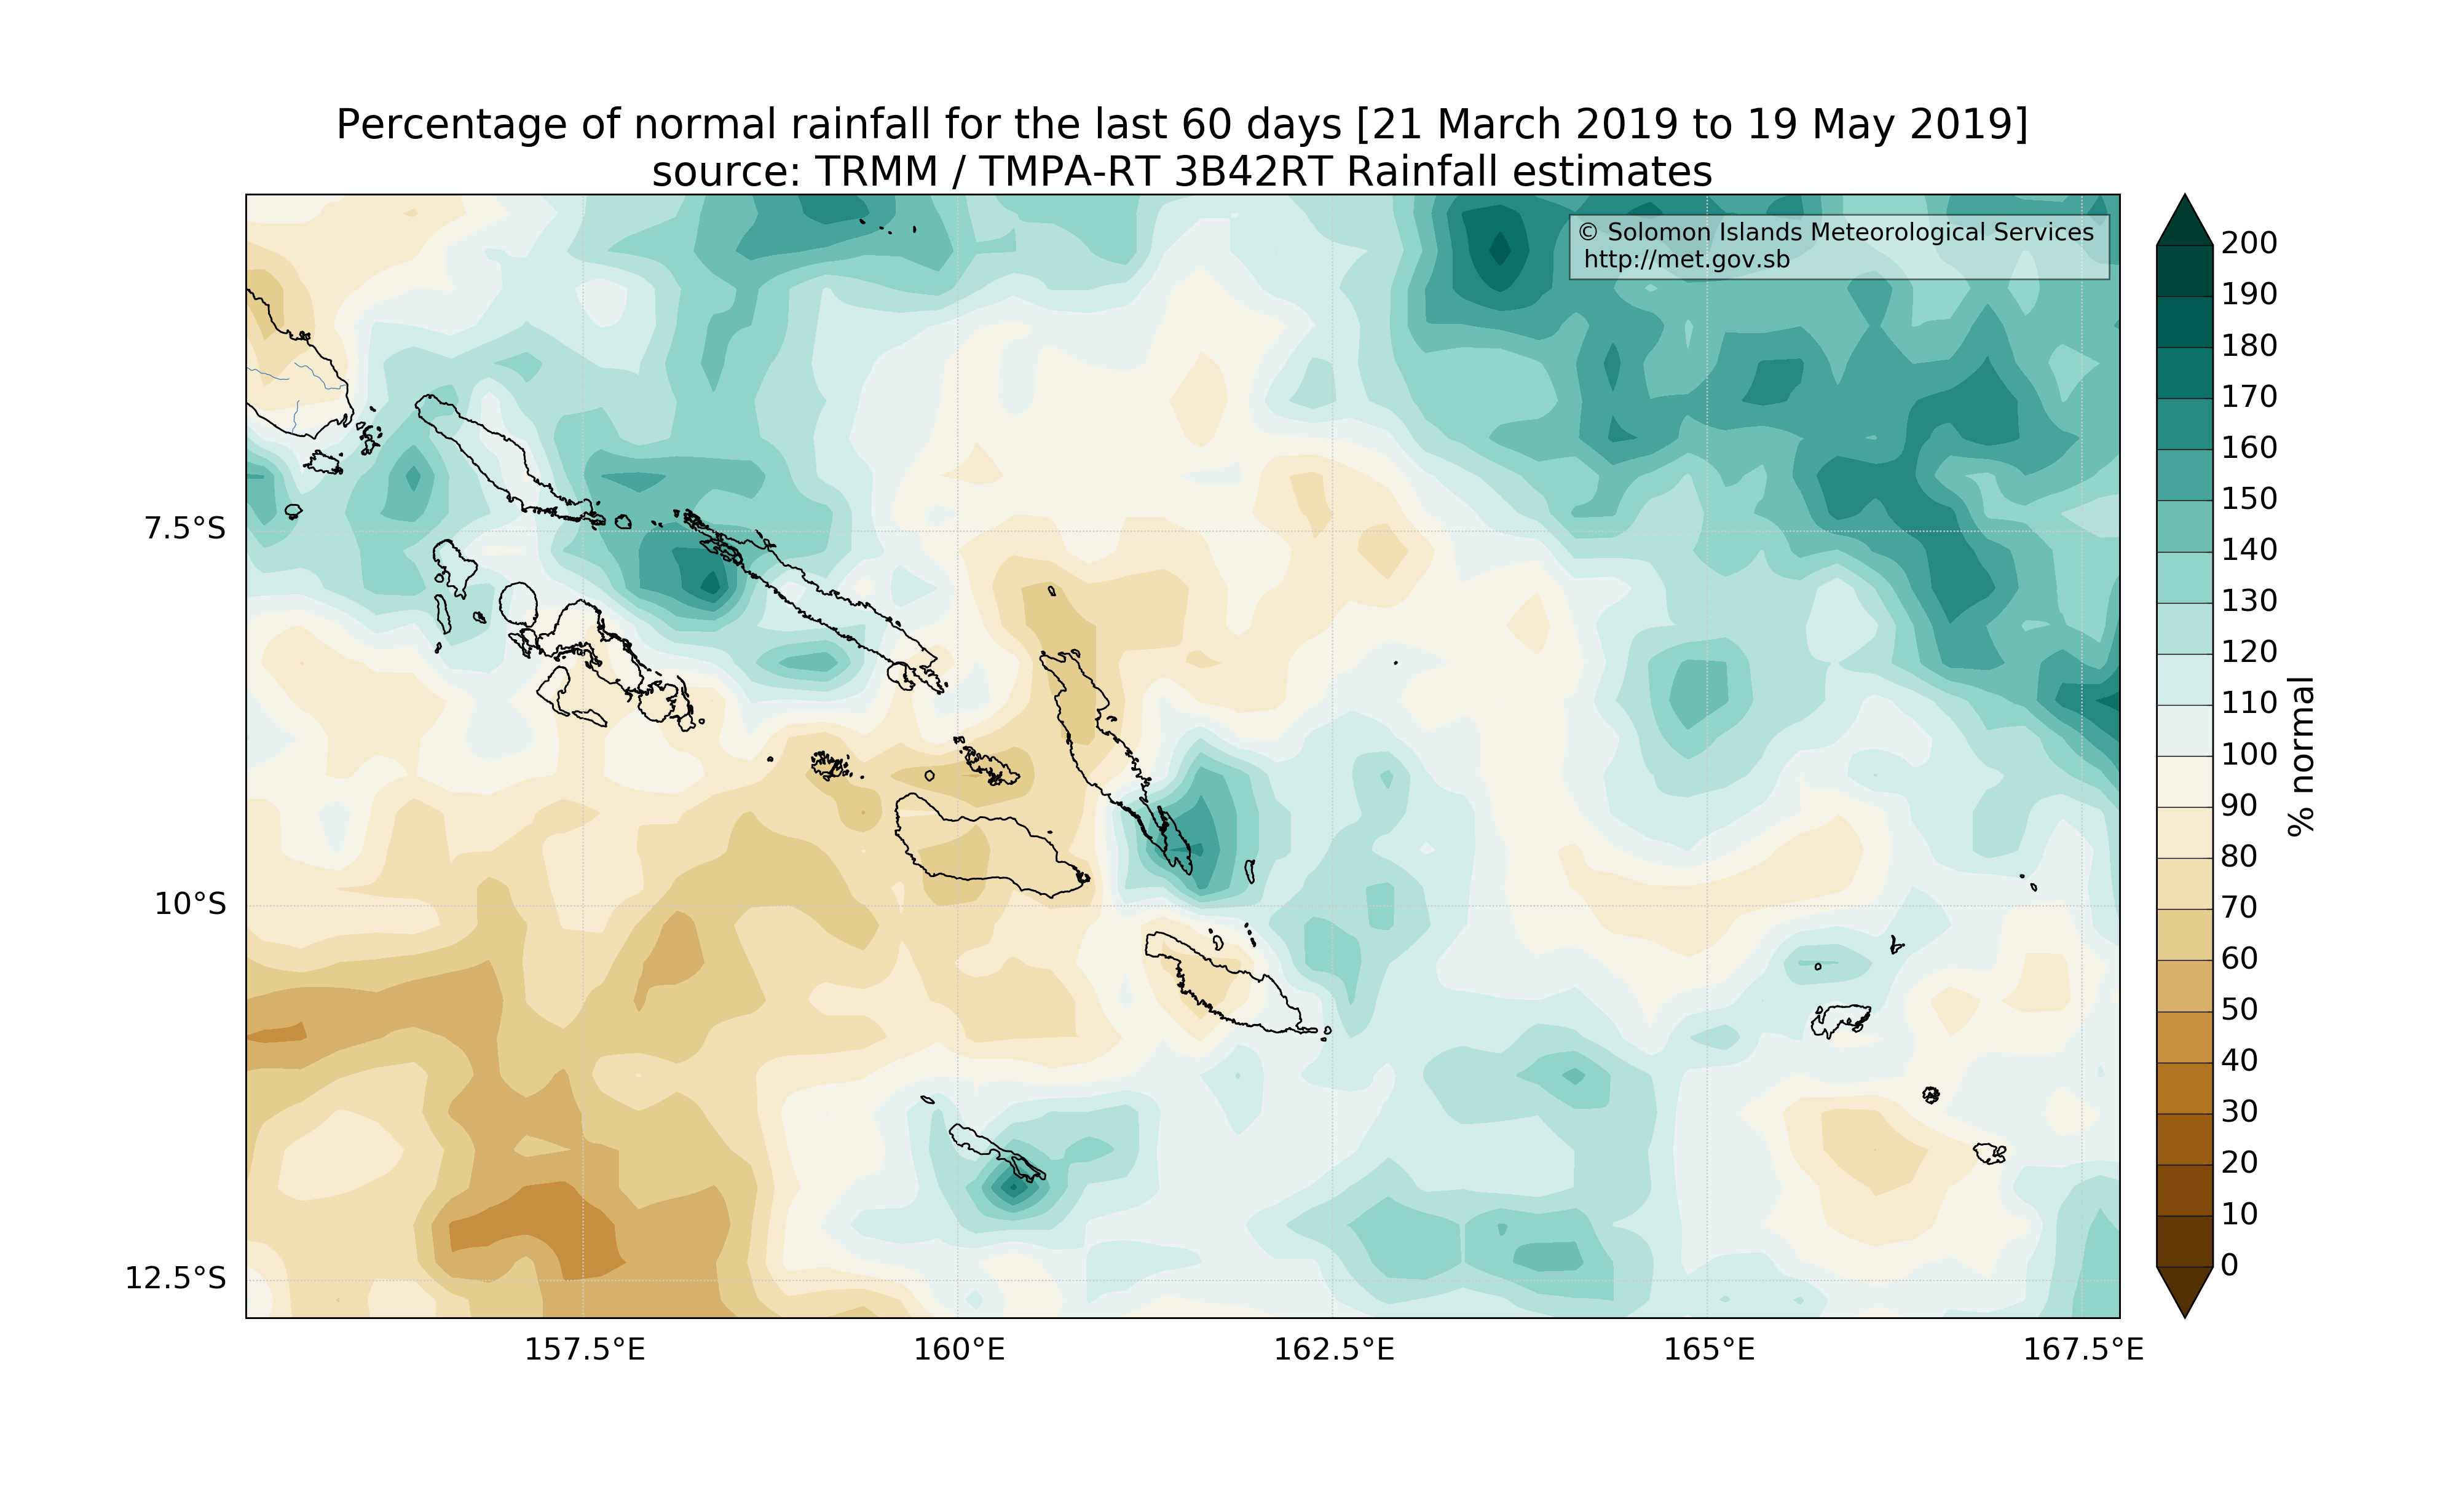 Percentage of normal rainfall for the last 60 days [21 March 2019 to 19 May 2019]
source: TRMM / TMPA-RT 3B42RT Rainfall estimates
© Solomon Islands Meteorological Services
http://met.gov.sb
7.5°S
10°S
12.5°S
157.5°E
160°E
162.5°E
165°E
167.5°E
200
190
180
170
160
150
140
130
120
110
100
90
80
70
60
50
40
30
20
10
0
% normal